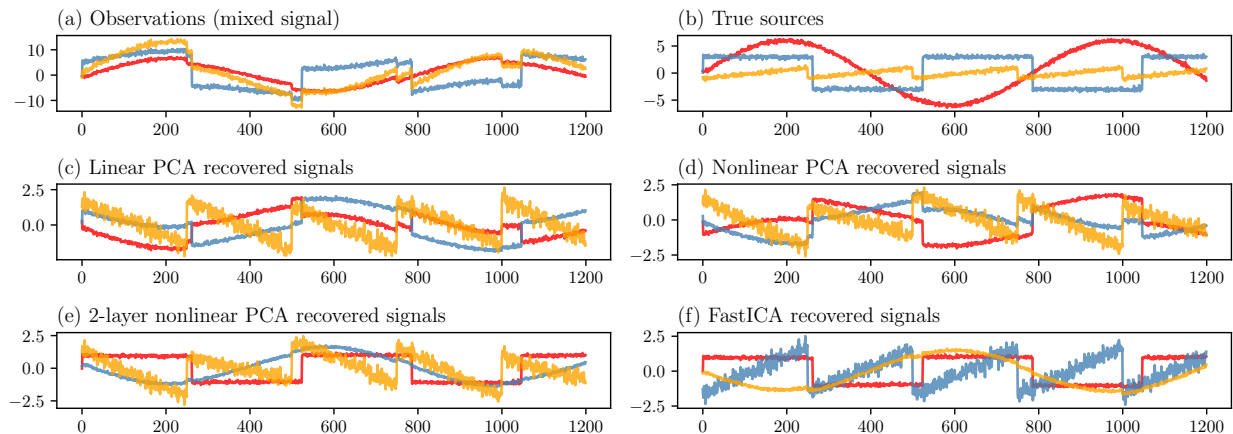 (a) Observations (mixed signal)
10
0
−10
0 200 400 600 800 1000 1200
(b) True sources
5
0
−5
0 200 400 600 800 1000 1200
(c) Linear PCA recovered signals
2.5
0.0
0 200 400 600 800 1000 1200
(d) Nonlinear PCA recovered signals
2.5
0.0
−2.5
0 200 400 600 800 1000 1200
(e) 2-layer nonlinear PCA recovered signals
2.5
0.0
−2.5
0 200 400 600 800 1000 1200
(f) FastICA recovered signals
2.5
0.0
−2.5
0 200 400 600 800 1000 1200